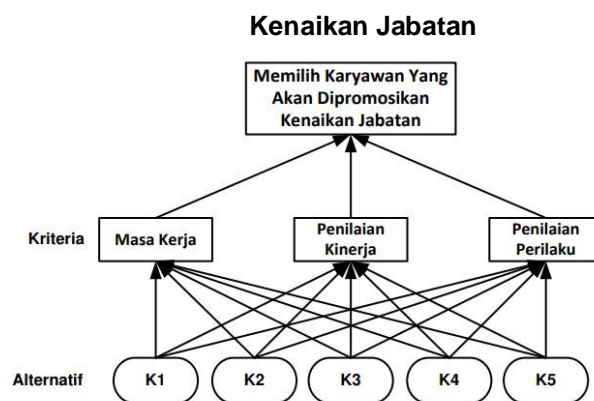 Kenaikan Jabatan
Memilih Karyawan Yang
Akan Dipromosikan
Kenaikan Jabatan
Kriteria
Masa Kerja
Penilaian
Kinerja
Penilaian
Perilaku
Alternatif
K1
K2
K3
K4
K5